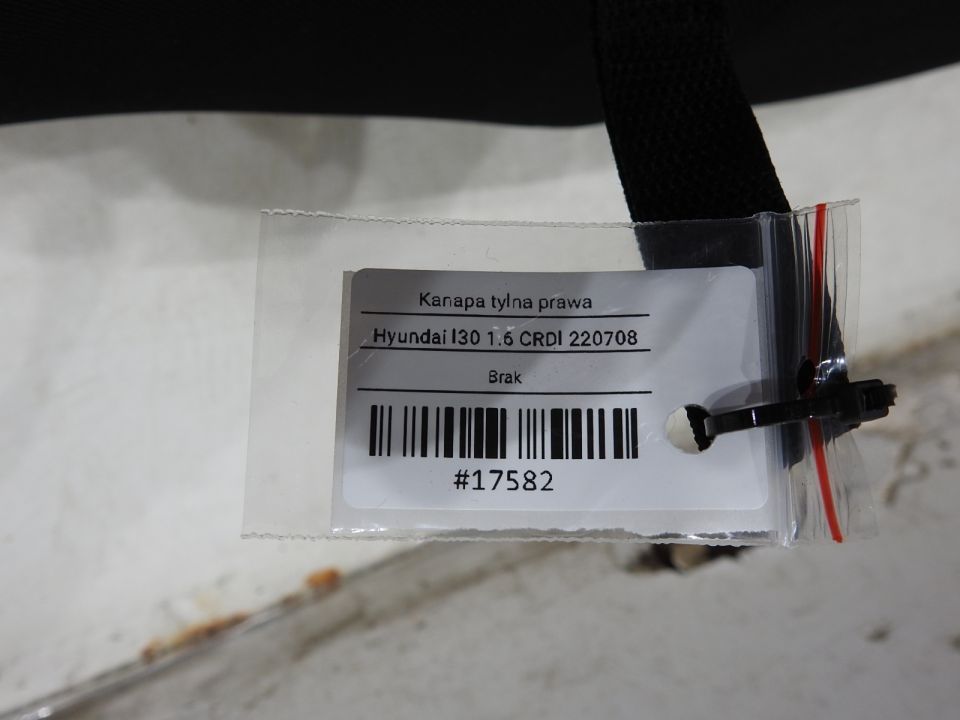 Kanapa tylna prawa
Hyundai I30 1.6 CRDI 220708
Brak
#17582